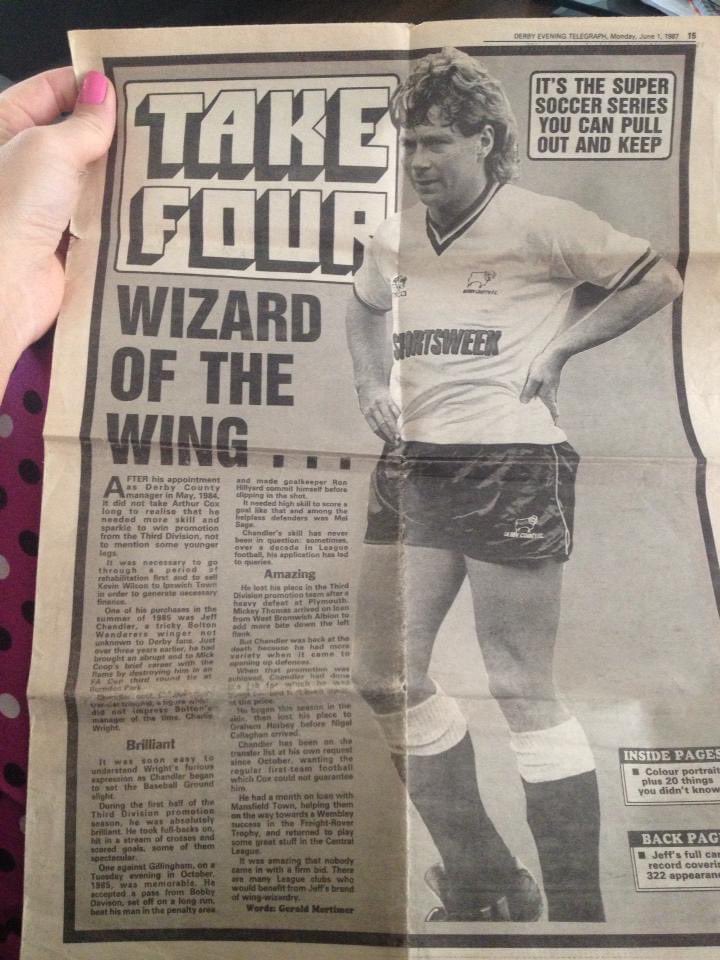 DERBY EVENING TELEGRAPH, Monday, June 1, 1987 15
TAKE
FOUR
IT'S THE SUPER
SOCCER SERIES
YOU CAN PULL
OUT AND KEEP
WIZARD
OF THE
WING . . .
DERBY COUNTY F.C.
SPORTSWEEK
DERBY COUNTY F.C.
AFTER his appointment
as Derby County
manager in May, 1984,
it did not take Arthur Cox
long to realise that he
needed more skill and
sparkle to win promotion
from the Third Division, not
to mention some younger
legs.
It was necessary to go
through a period of
rehabilitation first and to sell
Kevin Wilson to Ipswich Town
in order to generate necessary
finance.
One of his purchases in the
summer of 1985 was Jeff
Chandler, a tricky Bolton
Wanderers winger not
unknown to Derby fans. Just
over three years earlier, he had
brought an abrupt end to Mick
Coop's brief career with the
Rams by destroying him in an
FA Cup third round tie at
Burnden Park.
Chandler cost
a figure which
did not impress Bolton's
manager of the time, Charlie
Wright.
Brilliant
It was soon easy to
understand Wright's furious
expression as Chandler began
to set the Baseball Ground
alight.
During the first half of the
Third Division promotion
season, he was absolutely
brilliant. He took full-backs on,
hit in a stream of crosses and
scored goals, some of them
spectacular.
One against Gillingham, on a
Tuesday evening in October,
1985, was memorable. He
accepted a pass from Bobby
Davison, set off on a long run,
beat his man in the penalty area
and made goalkeeper Ron
Hillyard commit himself before
clipping in the shot.
It needed high skill to score a
goal like that and among the
helpless defenders was Mel
Sage.
Chandler's skill has never
been in question: sometimes,
over a decade in League
football, his application has led
to queries.
Amazing
He lost his place in the Third
Division promotion team after a
heavy defeat at Plymouth.
Mickey Thomas arrived on loan
from West Bromwich Albion to
add more bite down the left
flank.
But Chandler was back at the
death because he had more
variety when it came to
opening up defences.
When that promotion was
achieved, Chandler had done
the job for which he was
at the price.
He began this season in the
side, then lost his place to
Graham Harbey before Nigel
Callaghan arrived.
Chandler has been on the
transfer list at his own request
since October, wanting the
regular first-team football
which Cox could not guarantee
him.
He had a month on loan with
Mansfield Town, helping them
on the way towards a Wembley
success in the Freight-Rover
Trophy, and returned to play
some great stuff in the Central
League.
It was amazing that nobody
came in with a firm bid. There
are many League clubs who
would benefit from Jeff's brand
of wing-wizardry.
Words: Gerald Mortimer
INSIDE PAGES
■ Colour portrait
plus 20 things
you didn't know
BACK PAG
■ Jeff's full car
record coverin
322 appearanc